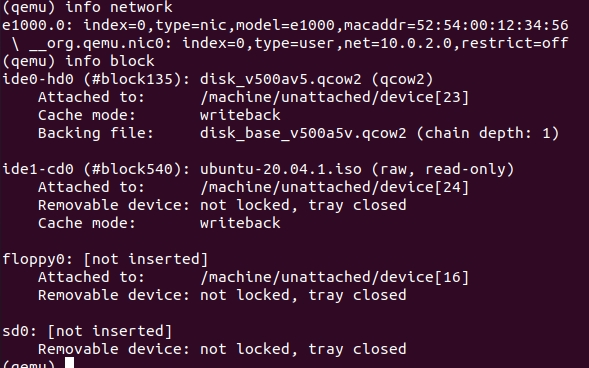 (qemu) info network
e1000.0: index=0,type=nic,model=e1000,macaddr=52:54:00:12:34:56
 \ __org.qemu.nic0: index=0,type=user,net=10.0.2.0,restrict=off
(qemu) info block
ide0-hd0 (#block135): disk_v500av5.qcow2 (qcow2)
    Attached to:      /machine/unattached/device[23]
    Cache mode:       writeback
    Backing file:     disk_base_v500a5v.qcow2 (chain depth: 1)

ide1-cd0 (#block540): ubuntu-20.04.1.iso (raw, read-only)
    Attached to:      /machine/unattached/device[24]
    Removable device: not locked, tray closed
    Cache mode:       writeback

floppy0: [not inserted]
    Attached to:      /machine/unattached/device[16]
    Removable device: not locked, tray closed

sd0: [not inserted]
    Removable device: not locked, tray closed
(qemu)